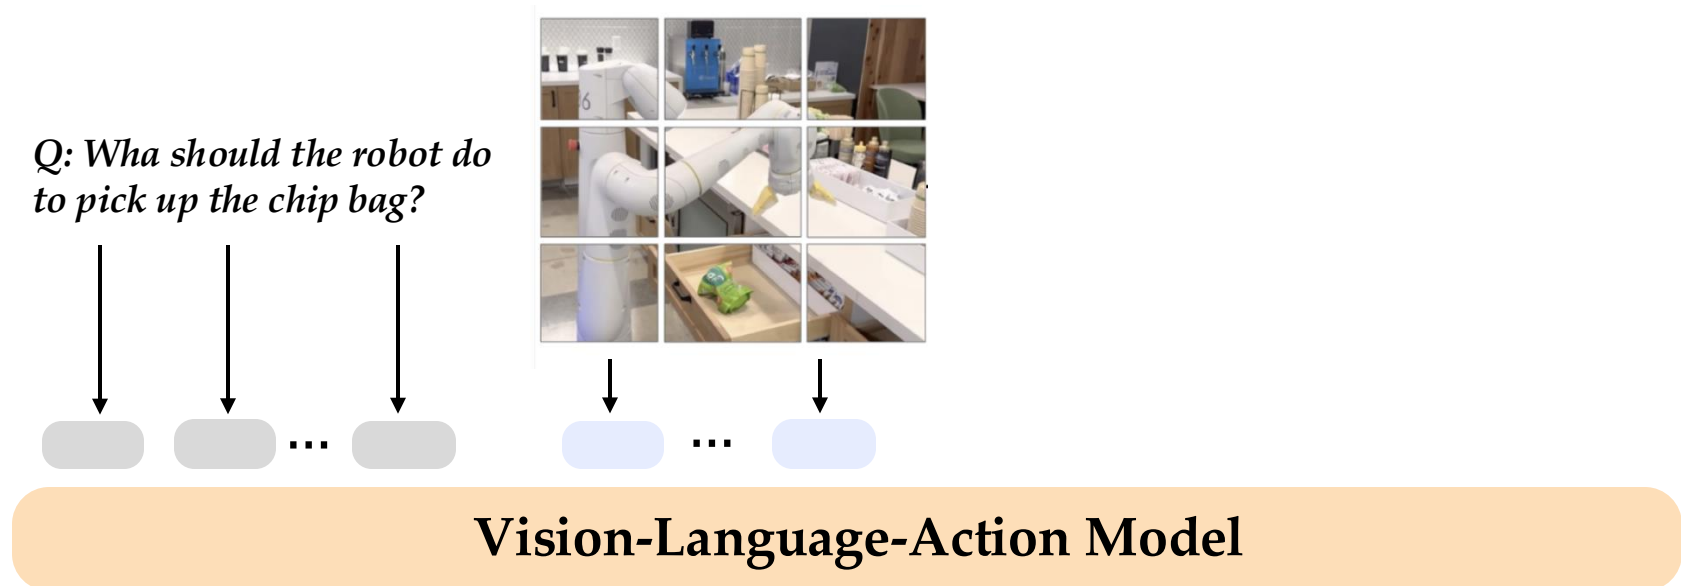 Q: Wha should the robot do
to pick up the chip bag?
...
...
Vision-Language-Action Model